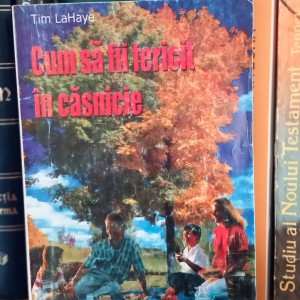 Tim LaHaye
Cum să fii fericit
în căsnicie
Studiu al Noului Testament